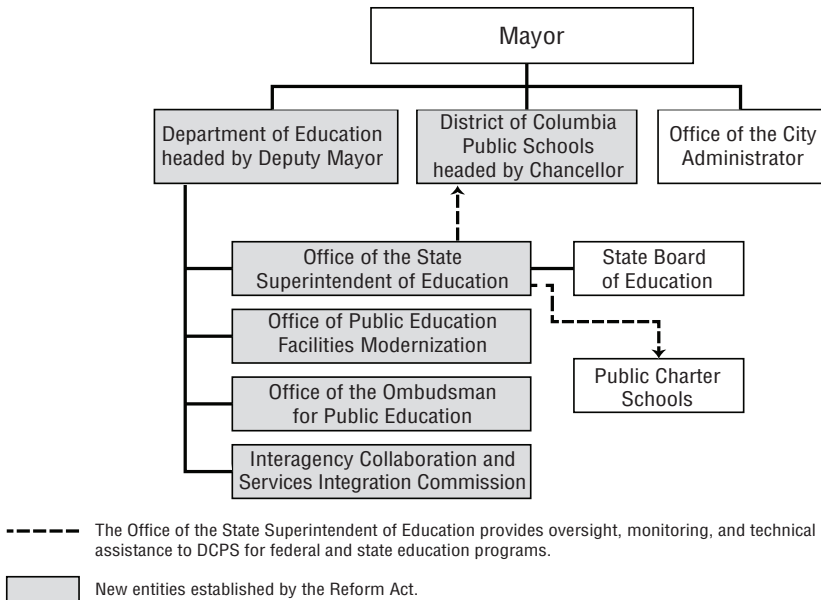 Mayor
Department of Education
headed by Deputy Mayor
District of Columbia
Public Schools
headed by Chancellor
Office of the City
Administrator
Office of the State
Superintendent of Education
State Board
of Education
Office of Public Education
Facilities Modernization
Public Charter
Schools
Office of the Ombudsman
for Public Education
Interagency Collaboration and
Services Integration Commission
The Office of the State Superintendent of Education provides oversight, monitoring, and technical
assistance to DCPS for federal and state education programs.
New entities established by the Reform Act.